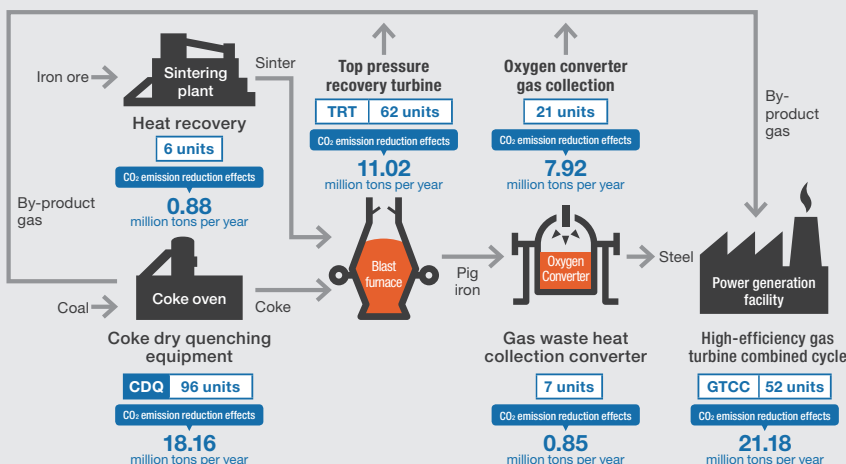 Iron ore
Sintering
plant
Sinter
Heat recovery
6 units
CO₂ emission reduction effects
0.88
million tons per year
Top pressure
recovery turbine
TRT 62 units
CO₂ emission reduction effects
11.02
million tons per year
Oxygen converter
gas collection
21 units
CO₂ emission reduction effects
7.92
million tons per year
By-
product
gas
By-product
gas
Coal
Coke oven
Coke
Blast
furnace
Pig
iron
Oxygen
Converter
Steel
Power generation
facility
Coke dry quenching
equipment
CDQ 96 units
CO₂ emission reduction effects
18.16
million tons per year
Gas waste heat
collection converter
7 units
CO₂ emission reduction effects
0.85
million tons per year
High-efficiency gas
turbine combined cycle
GTCC 52 units
CO₂ emission reduction effects
21.18
million tons per year